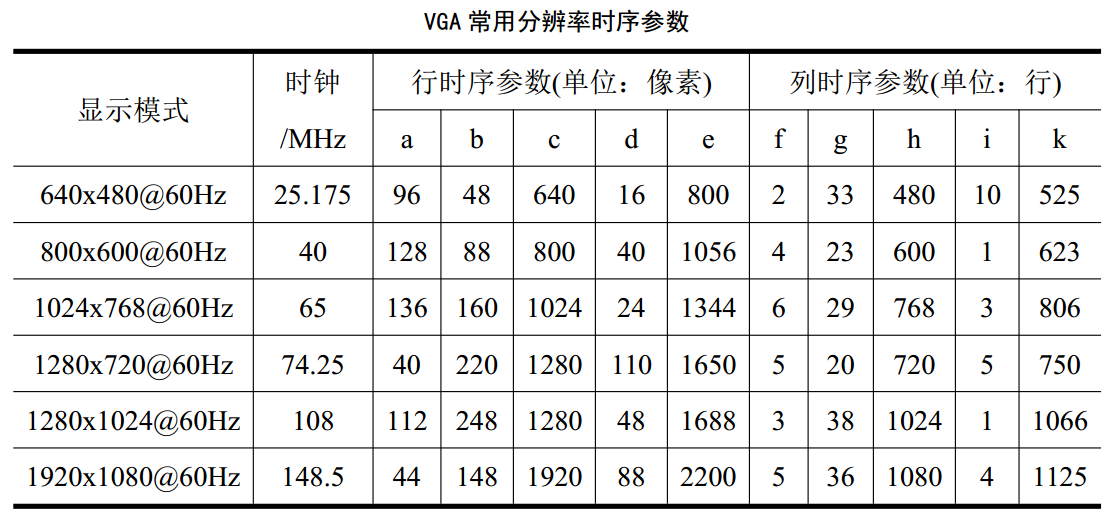 VGA 常用分辨率时序参数
显示模式 时钟 /MHz 行时序参数(单位：像素) 列时序参数(单位：行)
a b c d e f g h i k
640x480@60Hz 25.175 96 48 640 16 800 2 33 480 10 525
800x600@60Hz 40 128 88 800 40 1056 4 23 600 1 623
1024x768@60Hz 65 136 160 1024 24 1344 6 29 768 3 806
1280x720@60Hz 74.25 40 220 1280 110 1650 5 20 720 5 750
1280x1024@60Hz 108 112 248 1280 48 1688 3 38 1024 1 1066
1920x1080@60Hz 148.5 44 148 1920 88 2200 5 36 1080 4 1125